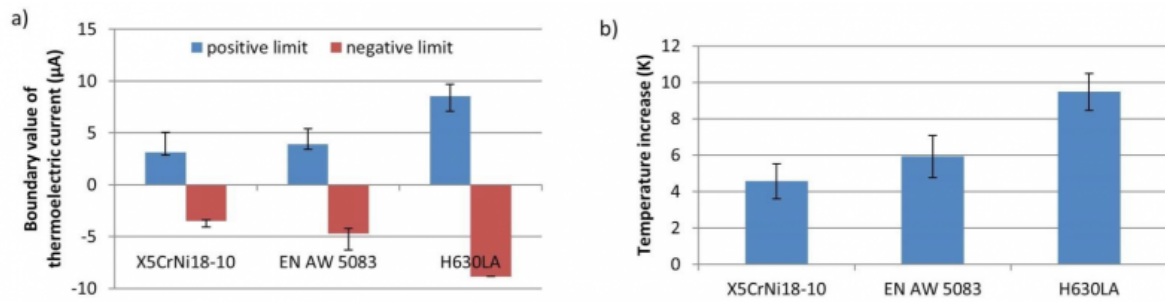 a)
Boundary value of
thermoelectric current (µA)
15
10
5
0
-5
-10
positive limit
negative limit
X5CrNi18-10
EN AW 5083
H630LA
b)
Temperature increase (K)
12
10
8
6
4
2
0
X5CrNi18-10
EN AW 5083
H630LA